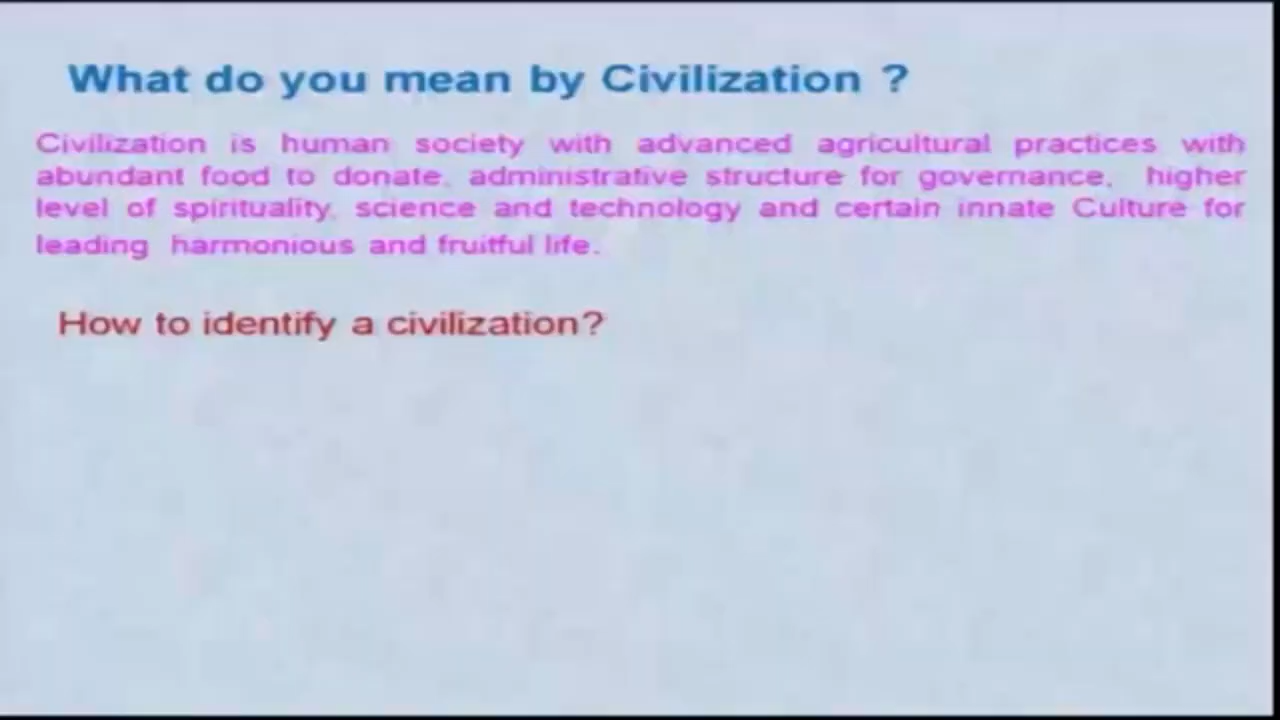 What do you mean by Civilization ?
Civilization is human society with advanced agricultural practices with
abundant food to donate, administrative structure for governance, higher
level of spirituality, science and technology and certain innate Culture for
leading harmonious and fruitful life.
How to identify a civilization?